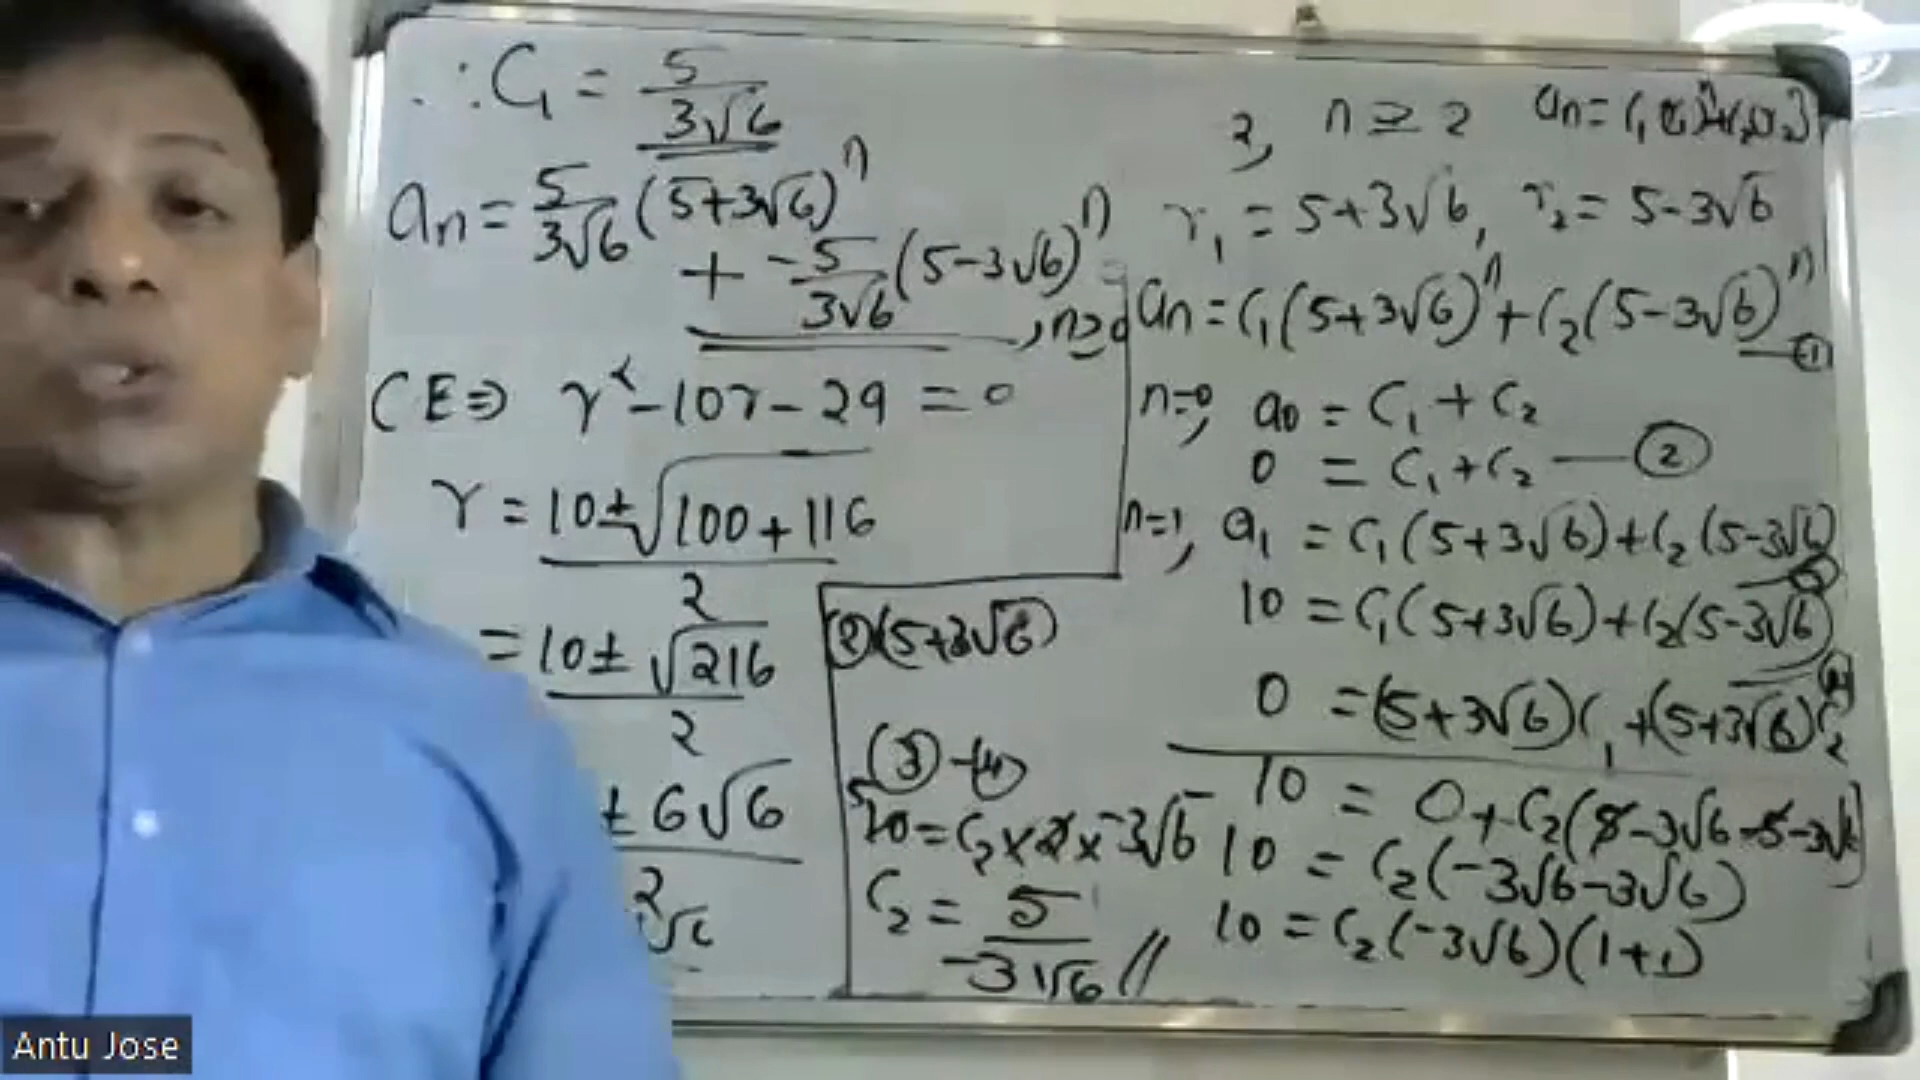 ∴ C₁ = 5/3√6
aₙ = 5/3√6 (5+3√6)ⁿ
+ -5/3√6 (5-3√6)ⁿ, n≥0
CE ⇒ r² - 10r - 29 = 0
r = 10 ± √100+116 / 2
= 10 ± √216 / 2
± 6√6 / 2
②×(5+3√6)
③ - ④
5
10 = C₂ × 2 × -3√6
C₂ = 5/-3√6 //
2, n ≥ 2
r₁ = 5+3√6, r₂ = 5-3√6
aₙ = C₁(5+3√6)ⁿ + C₂(5-3√6)ⁿ —①
n=0, a₀ = C₁ + C₂
0 = C₁ + C₂ — ②
n=1, a₁ = C₁(5+3√6) + C₂(5-3√6)
10 = C₁(5+3√6) + C₂(5-3√6) —③
0 = (5+3√6)C₁ + (5+3√6)C₂ —④
10 = 0 + C₂(5-3√6-5-3√6)
10 = C₂(-3√6-3√6)
10 = C₂(-3√6)(1+1)
Antu Jose